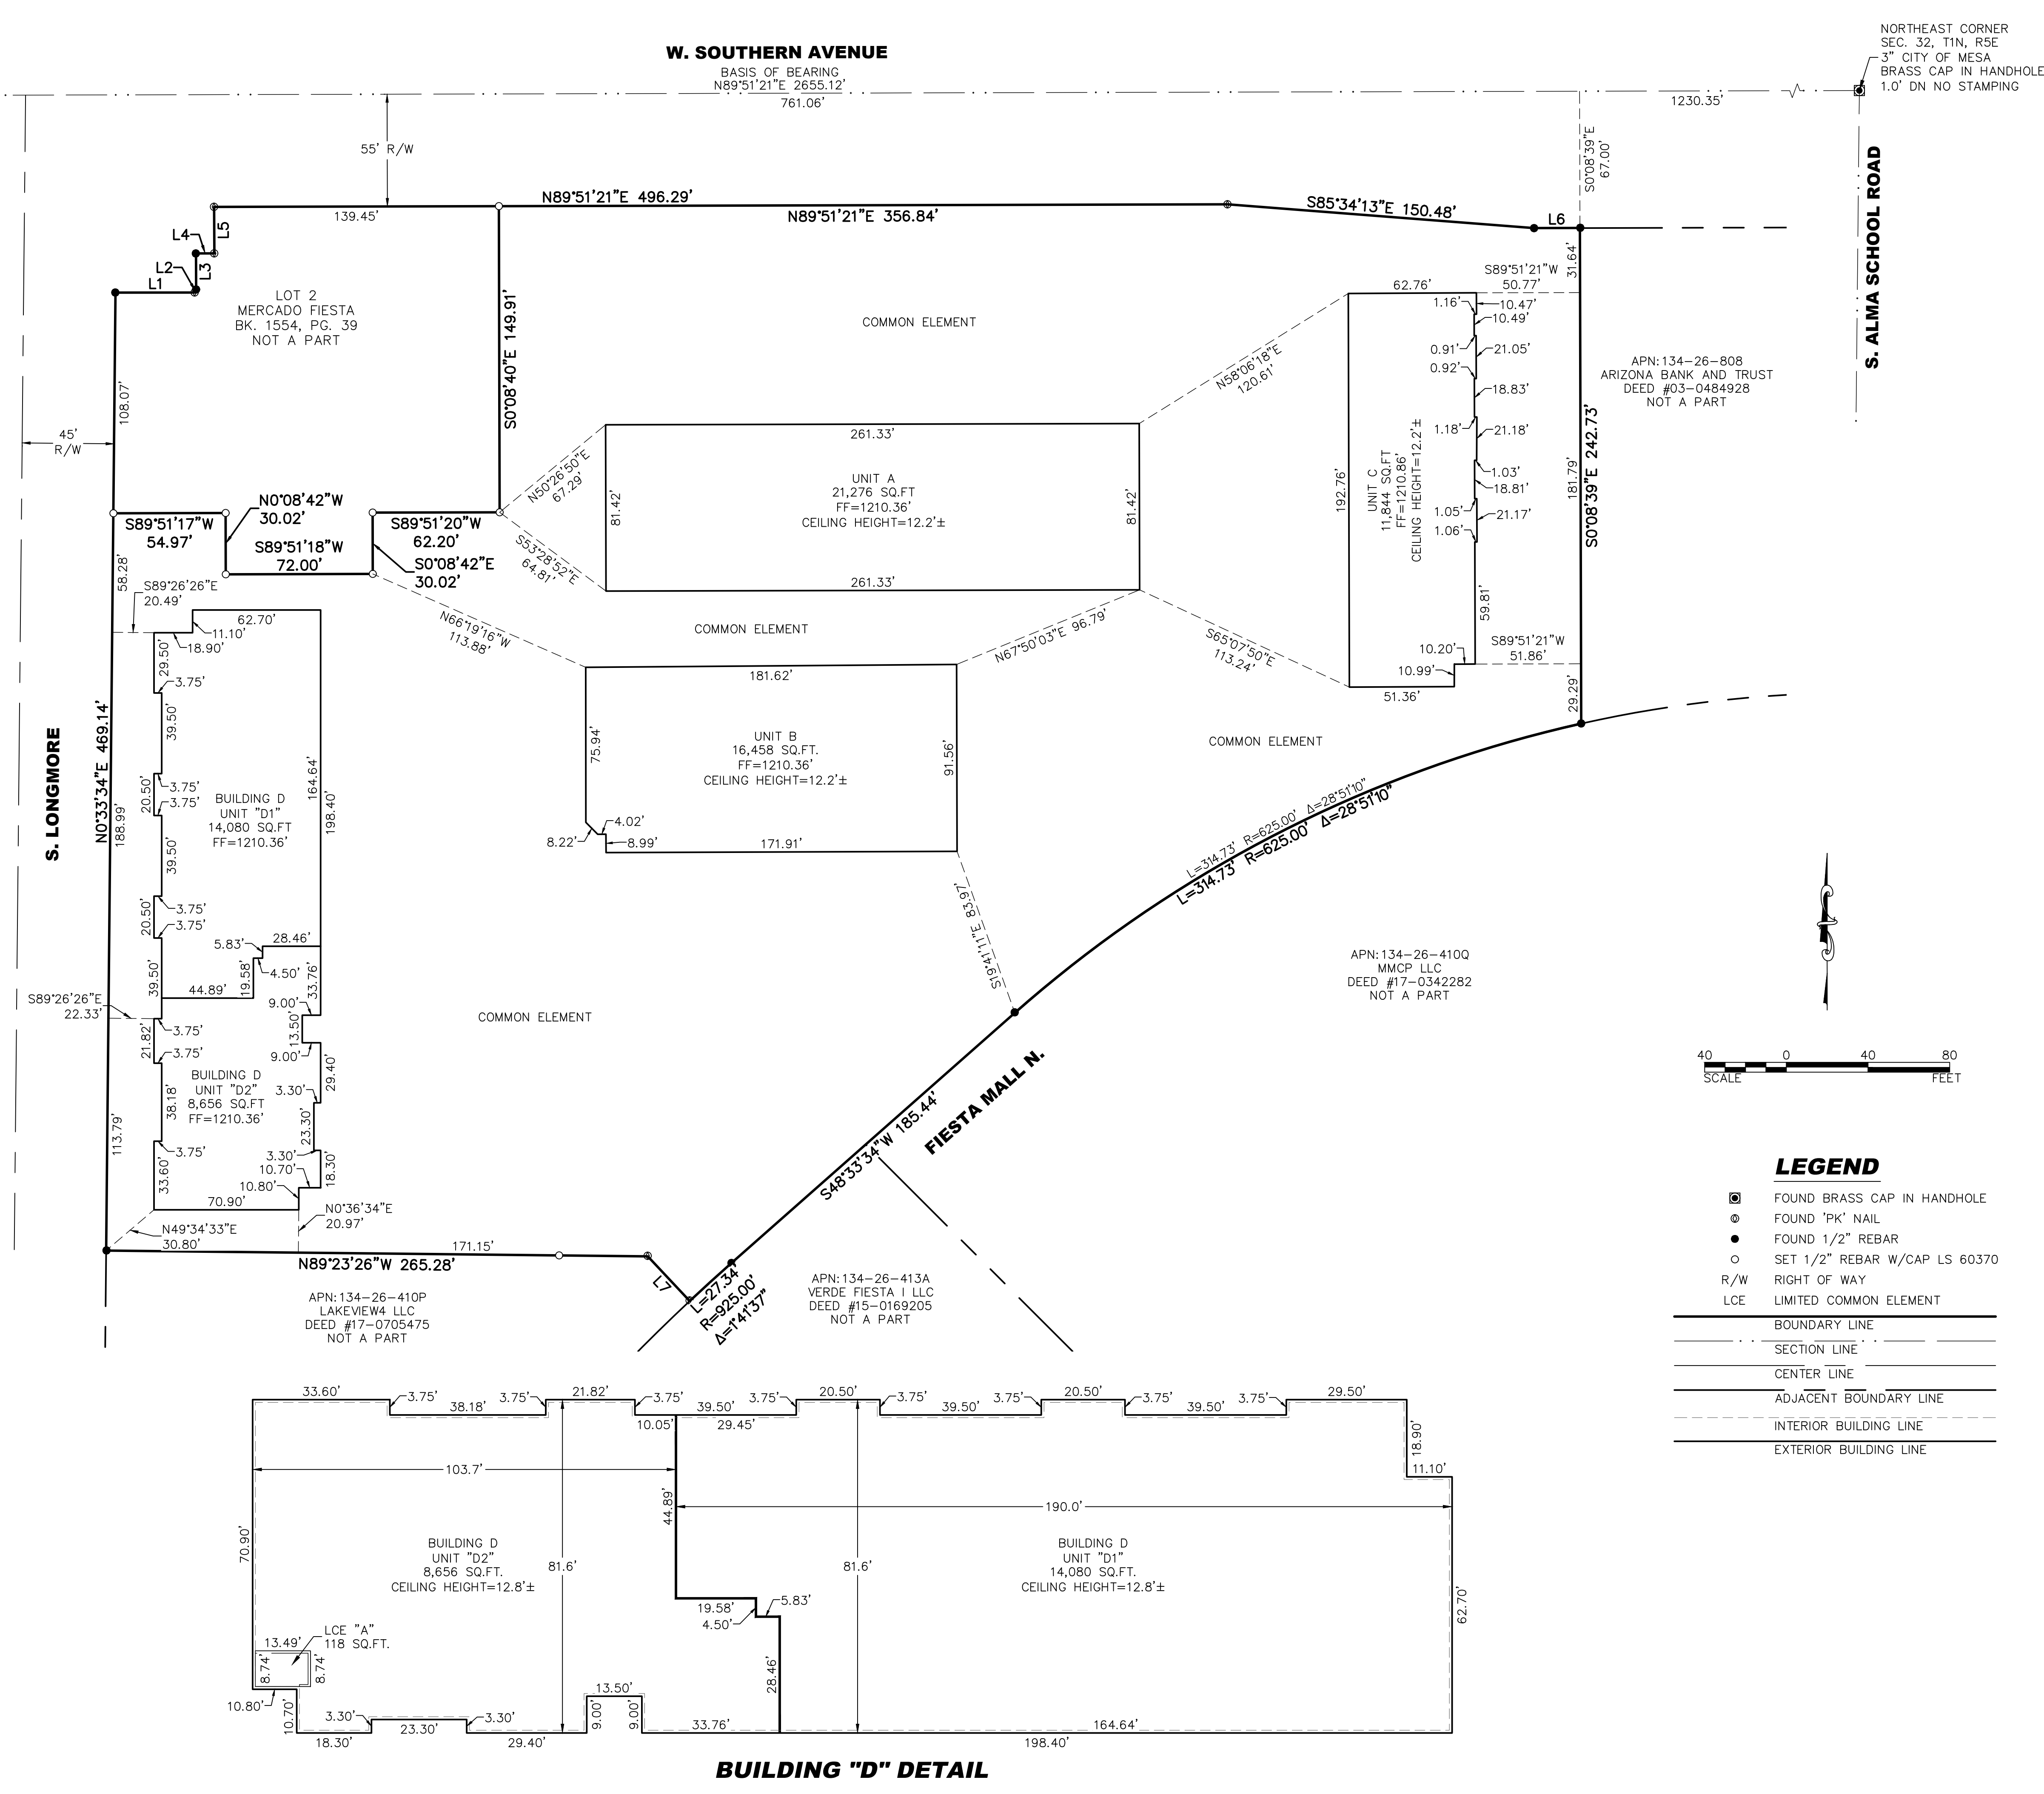 NORTHEAST CORNER
SEC. 32, T1N, R5E
3" CITY OF MESA
BRASS CAP IN HANDHOLE
1.0' DN NO STAMPING
W. SOUTHERN AVENUE
BASIS OF BEARING
N89°51'21"E 2655.12'
761.06'
1230.35'
55' R/W
S0°08'39"E
67.00'
S. ALMA SCHOOL ROAD
N89°51'21"E 496.29'
139.45'
N89°51'21"E 356.84'
S85°34'13"E 150.48'
L6
L5
L4
L3
L2
L1
LOT 2
MERCADO FIESTA
BK. 1554, PG. 39
NOT A PART
108.07'
45'
R/W
S0°08'40"E 149.91'
COMMON ELEMENT
N58°06'18"E
120.61'
31.64'
S89°51'21"W
50.77'
62.76'
1.16'
10.47'
10.49'
0.91'
21.05'
0.92'
18.83'
1.18'
21.18'
1.03'
18.81'
1.05'
21.17'
1.06'
59.81'
192.76'
UNIT C
11,844 SQ.FT
FF=1210.86'
CEILING HEIGHT=12.2'±
181.79'
S0°08'39"E 242.73'
APN:134-26-808
ARIZONA BANK AND TRUST
DEED #03-0484928
NOT A PART
S89°51'21"W
51.86'
10.20'
10.99'
51.36'
29.29'
N50°26'50"E
67.29'
S53°28'52"E
64.81'
261.33'
81.42'
UNIT A
21,276 SQ.FT
FF=1210.36'
CEILING HEIGHT=12.2'±
81.42'
261.33'
S89°51'17"W
54.97'
N0°08'42"W
30.02'
S89°51'18"W
72.00'
S89°51'20"W
62.20'
S0°08'42"E
30.02'
58.28'
S89°26'26"E
20.49'
N66°19'16"W
113.88'
COMMON ELEMENT
N67°50'03"E 96.79'
S65°07'50"E
113.24'
181.62'
75.94'
UNIT B
16,458 SQ.FT.
FF=1210.36'
CEILING HEIGHT=12.2'±
91.56'
4.02'
8.22'
8.99'
171.91'
S19°41'11"E 83.97'
COMMON ELEMENT
L=314.73' R=625.00' Δ=28°51'10"
L=314.73' R=625.00' Δ=28°51'10"
S. LONGMORE
N0°33'34"E 469.14'
188.99'
62.70'
11.10'
18.90'
29.50'
3.75'
39.50'
20.50'
3.75'
3.75'
39.50'
20.50'
3.75'
3.75'
39.50'
164.64'
198.40'
BUILDING D
UNIT "D1"
14,080 SQ.FT
FF=1210.36'
28.46'
5.83'
4.50'
19.58'
44.89'
33.76'
9.00'
13.50'
9.00'
S89°26'26"E
22.33'
21.82'
3.75'
3.75'
38.18'
BUILDING D
UNIT "D2"
8,656 SQ.FT
FF=1210.36'
29.40'
3.30'
23.30'
3.30'
18.30'
10.70'
10.80'
3.75'
33.60'
70.90'
113.79'
N49°34'33"E
30.80'
N0°36'34"E
20.97'
171.15'
N89°23'26"W 265.28'
COMMON ELEMENT
L7
L=27.34'
R=925.00'
Δ=1°41'37"
S48°33'34"W 185.44'
FIESTA MALL N.
APN:134-26-410Q
MMCP LLC
DEED #17-0342282
NOT A PART
APN:134-26-410P
LAKEVIEW4 LLC
DEED #17-0705475
NOT A PART
APN:134-26-413A
VERDE FIESTA I LLC
DEED #15-0169205
NOT A PART
40 0 40 80
SCALE FEET
LEGEND
FOUND BRASS CAP IN HANDHOLE
FOUND 'PK' NAIL
FOUND 1/2" REBAR
SET 1/2" REBAR W/CAP LS 60370
R/W RIGHT OF WAY
LCE LIMITED COMMON ELEMENT
BOUNDARY LINE
SECTION LINE
CENTER LINE
ADJACENT BOUNDARY LINE
INTERIOR BUILDING LINE
EXTERIOR BUILDING LINE
33.60'
3.75'
38.18'
3.75'
21.82'
3.75'
10.05'
39.50'
29.45'
3.75'
20.50'
3.75'
39.50'
20.50'
3.75'
39.50'
3.75'
29.50'
18.90'
11.10'
103.7'
190.0'
44.89'
70.90'
81.6'
81.6'
62.70'
BUILDING D
UNIT "D2"
8,656 SQ.FT.
CEILING HEIGHT=12.8'±
BUILDING D
UNIT "D1"
14,080 SQ.FT.
CEILING HEIGHT=12.8'±
19.58'
4.50'
5.83'
28.46'
LCE "A"
118 SQ.FT.
13.49'
8.74'
8.74'
10.80'
10.70'
3.30'
23.30'
3.30'
18.30'
29.40'
9.00'
13.50'
9.00'
33.76'
164.64'
198.40'
BUILDING "D" DETAIL